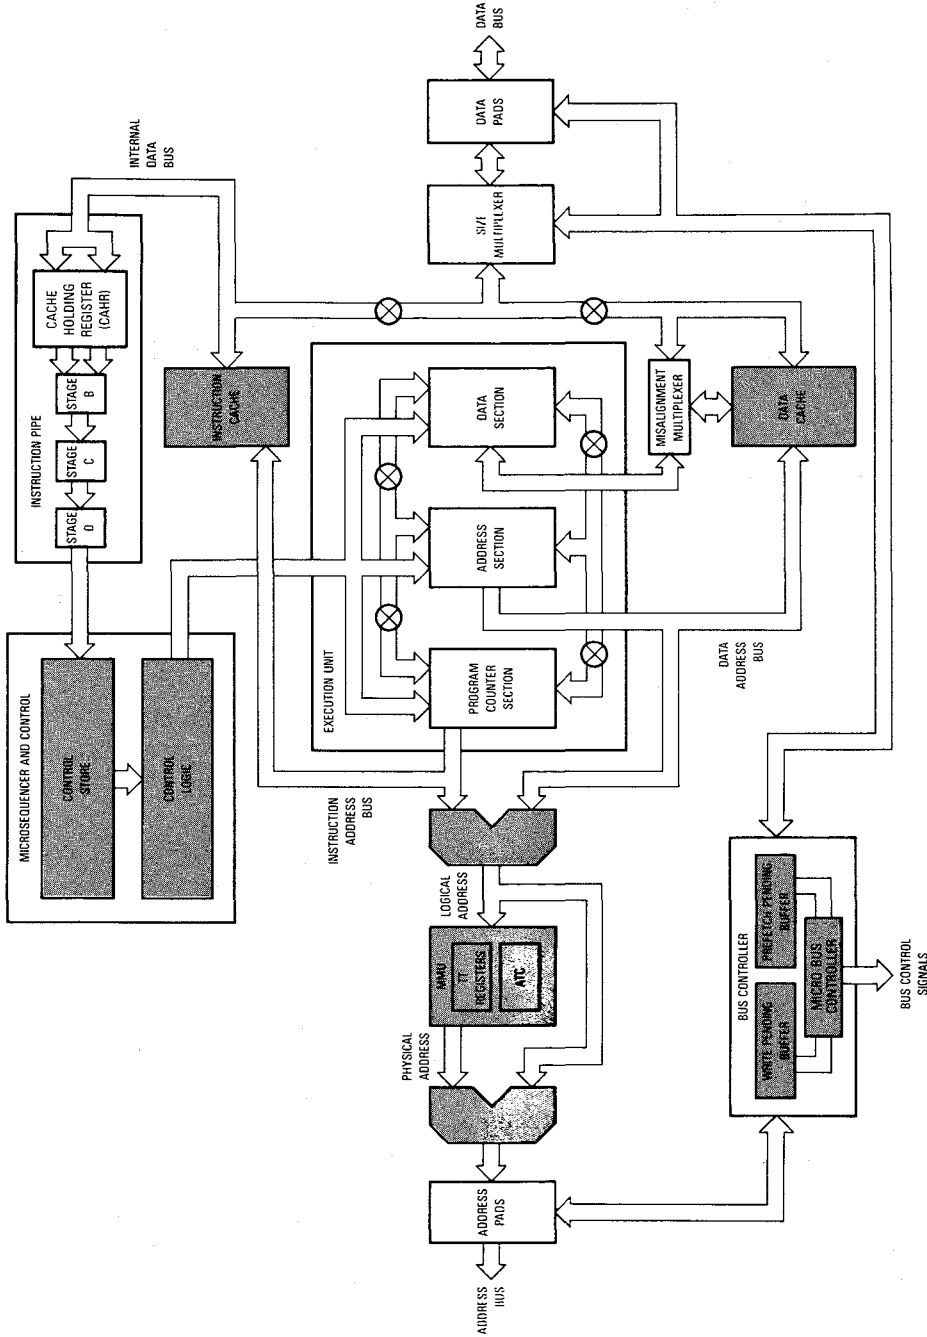 MICROSEQUENCER AND CONTROL
CONTROL
STORE
CONTROL
LOGIC
INSTRUCTION PIPE
STAGE
D
STAGE
C
STAGE
B
CACHE
HOLDING
REGISTER
(CAHR)
INTERNAL
DATA
BUS
INSTRUCTION
CACHE
INSTRUCTION
ADDRESS
BUS
EXECUTION UNIT
PROGRAM
COUNTER
SECTION
ADDRESS
SECTION
DATA
SECTION
ADDRESS
BUS
ADDRESS
PADS
PHYSICAL
ADDRESS
MMU
TT
REGISTERS
ATC
LOGICAL
ADDRESS
SIZE
MULTIPLEXER
DATA
PADS
DATA
BUS
MISALIGNMENT
MULTIPLEXER
DATA
CACHE
DATA
ADDRESS
BUS
BUS CONTROLLER
WRITE PENDING
BUFFER
PREFETCH PENDING
BUFFER
MICRO BUS
CONTROLLER
BUS CONTROL
SIGNALS